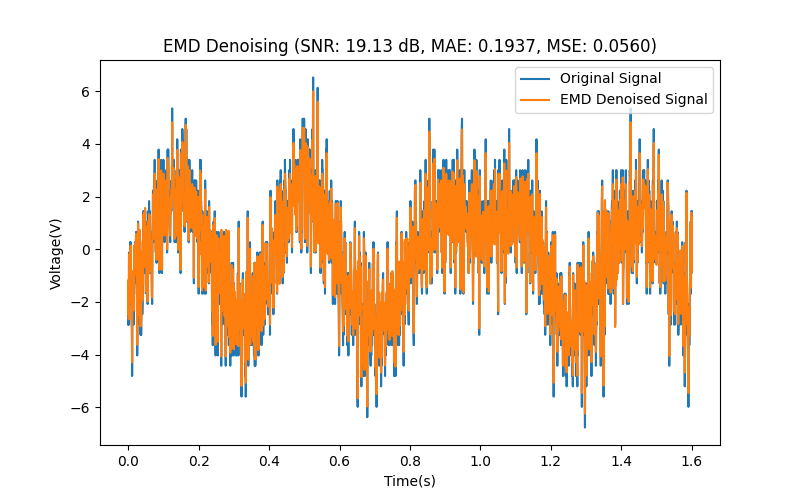 EMD Denoising (SNR: 19.13 dB, MAE: 0.1937, MSE: 0.0560)
Original Signal
EMD Denoised Signal
6
4
2
0
−2
−4
−6
Voltage(V)
0.0 0.2 0.4 0.6 0.8 1.0 1.2 1.4 1.6
Time(s)